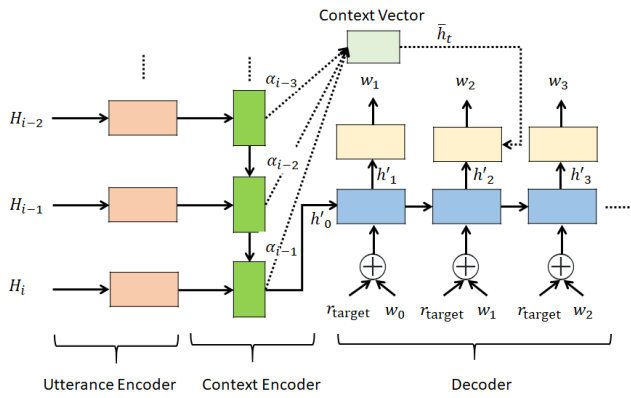 Context Vector
h̄_t
α_{i−3}
w_1
w_2
w_3
H_{i−2}
α_{i−2}
h′_1
h′_2
h′_3
H_{i−1}
h′_0
α_{i−1}
H_i
r_target w_0 r_target w_1 r_target w_2
Utterance Encoder
Context Encoder
Decoder